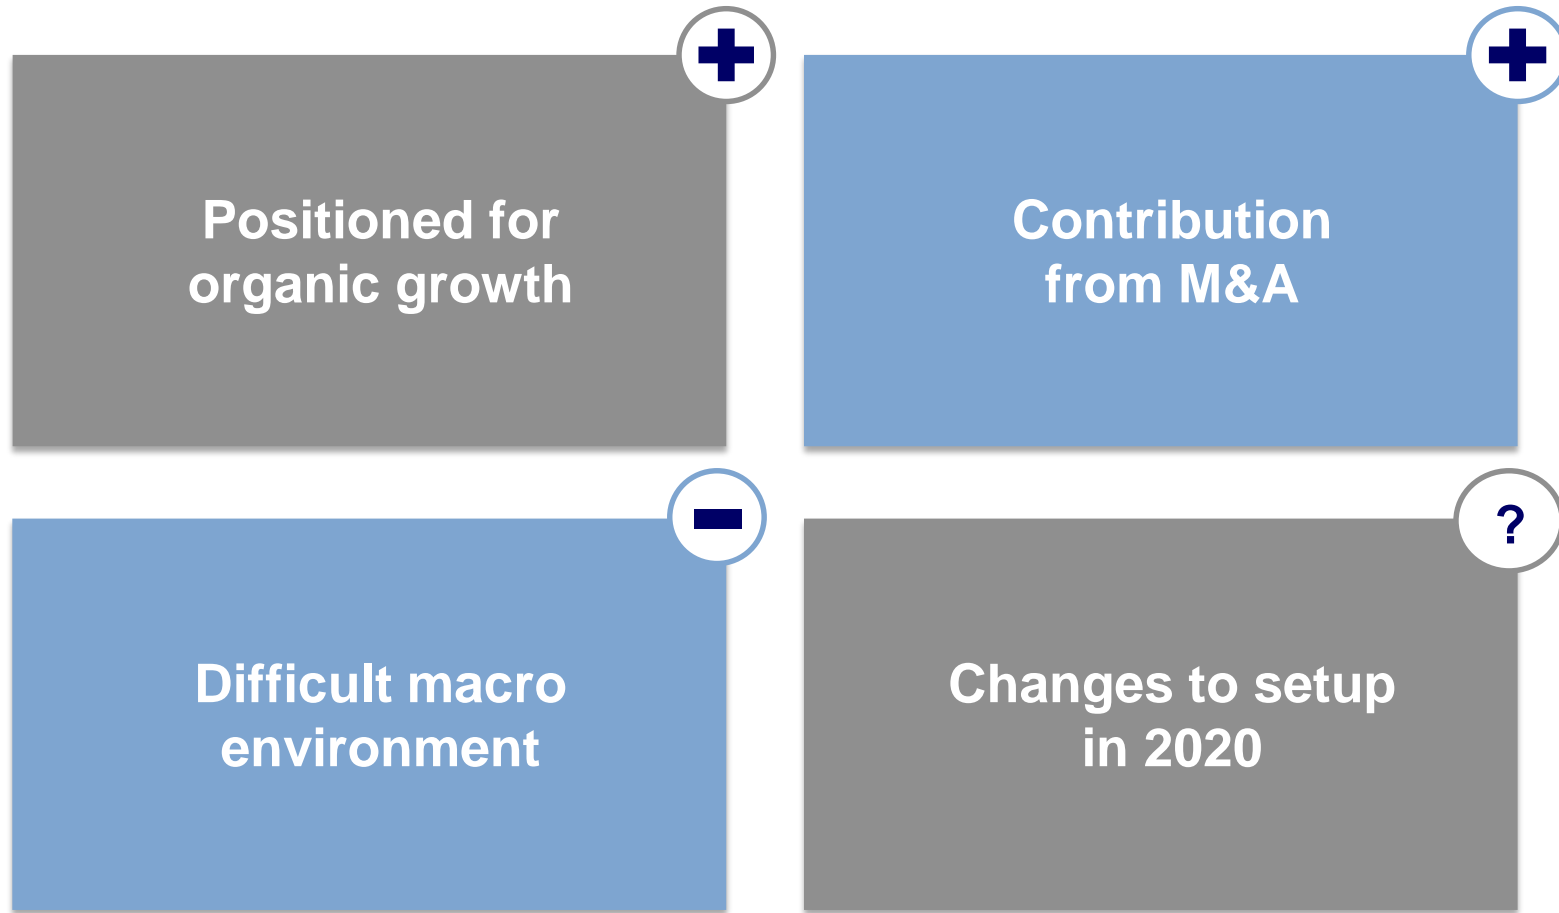 Positioned for
organic growth
Contribution
from M&A
Difficult macro
environment
?
Changes to setup
in 2020